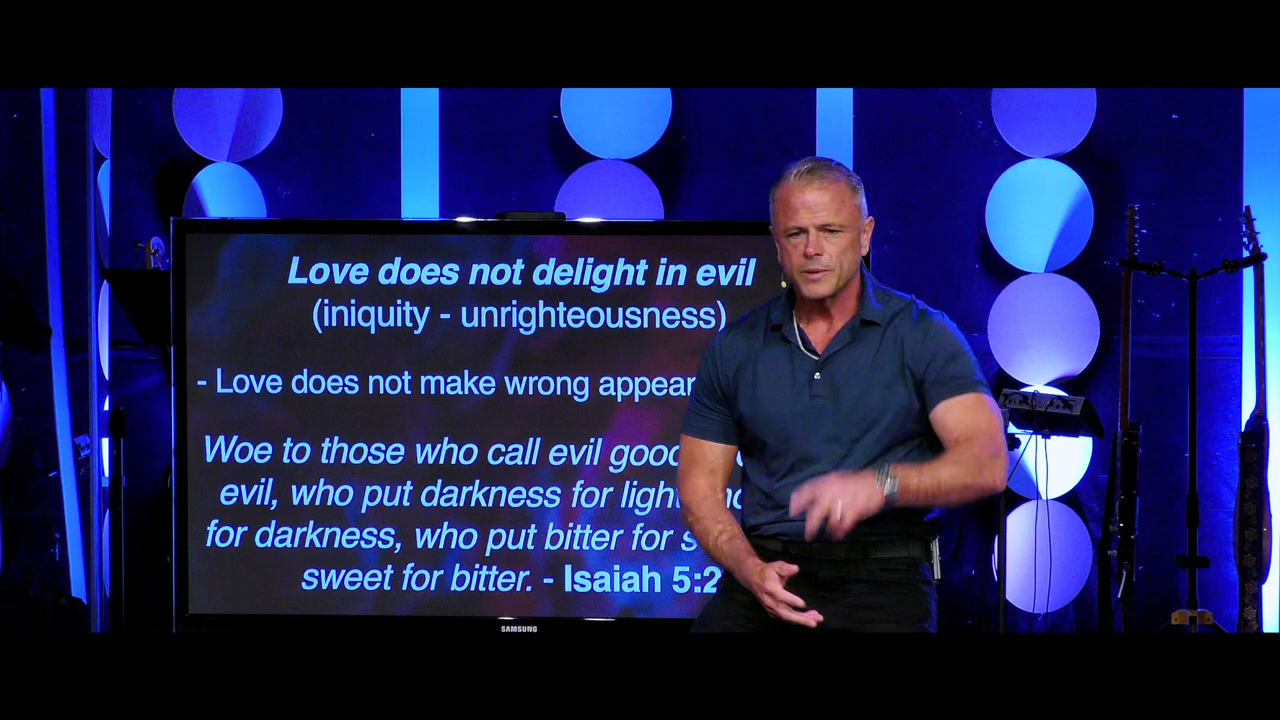 Love does not delight in evil
(iniquity - unrighteousness)
- Love does not make wrong appear
Woe to those who call evil good
evil, who put darkness for light
for darkness, who put bitter for
sweet for bitter. - Isaiah 5:2
SAMSUNG